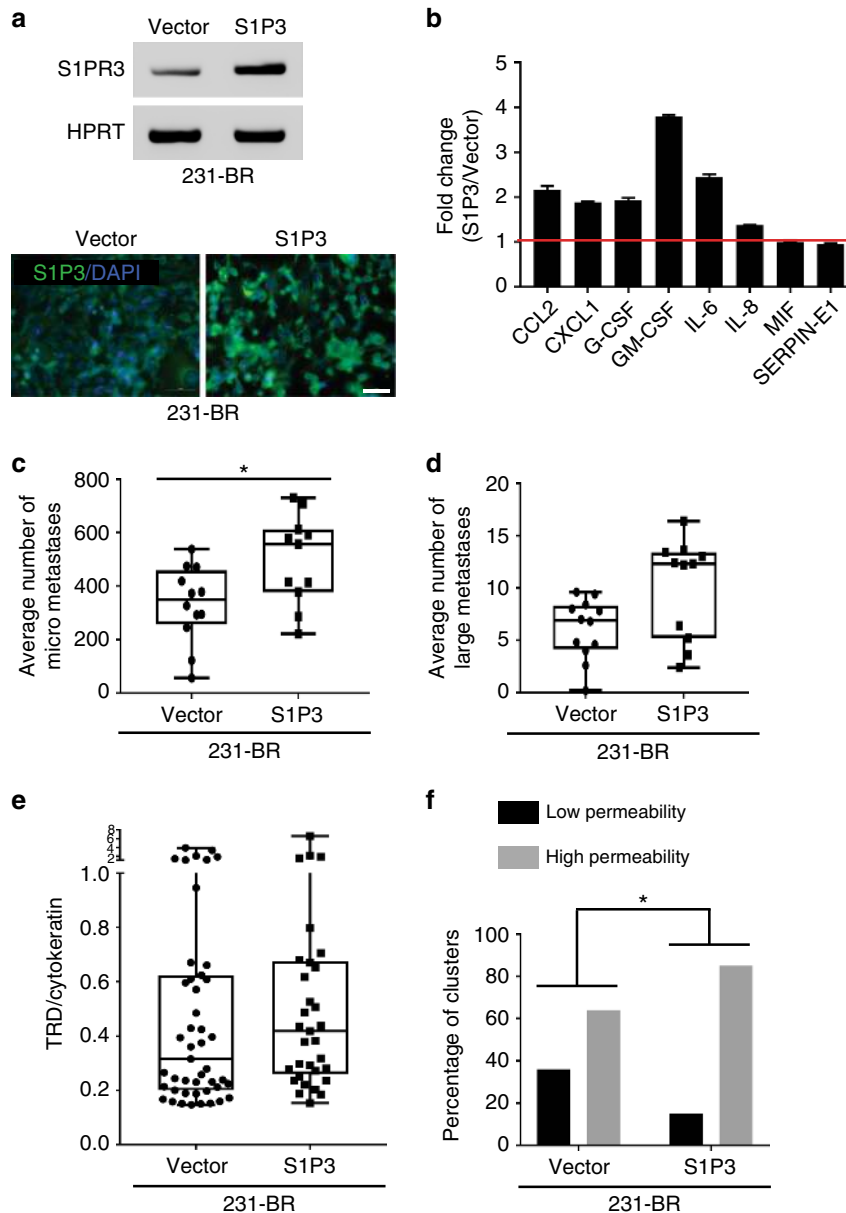 a
Vector S1P3
S1PR3
HPRT
231-BR
Vector S1P3
S1P3/DAPI
231-BR
b
Fold change
(S1P3/Vector)
5
4
3
2
1
0
CCL2
CXCL1
G-CSF
GM-CSF
IL-6
IL-8
MIF
SERPIN-E1
c
*
Average number of
micro metastases
800
600
400
200
0
Vector S1P3
231-BR
d
Average number of
large metastases
20
15
10
5
0
Vector S1P3
231-BR
e
TRD/cytokeratin
8
6
4
2
1.0
0.8
0.6
0.4
0.2
0.0
Vector S1P3
231-BR
f
Low permeability
High permeability
*
Percentage of clusters
100
80
60
40
20
0
Vector S1P3
231-BR